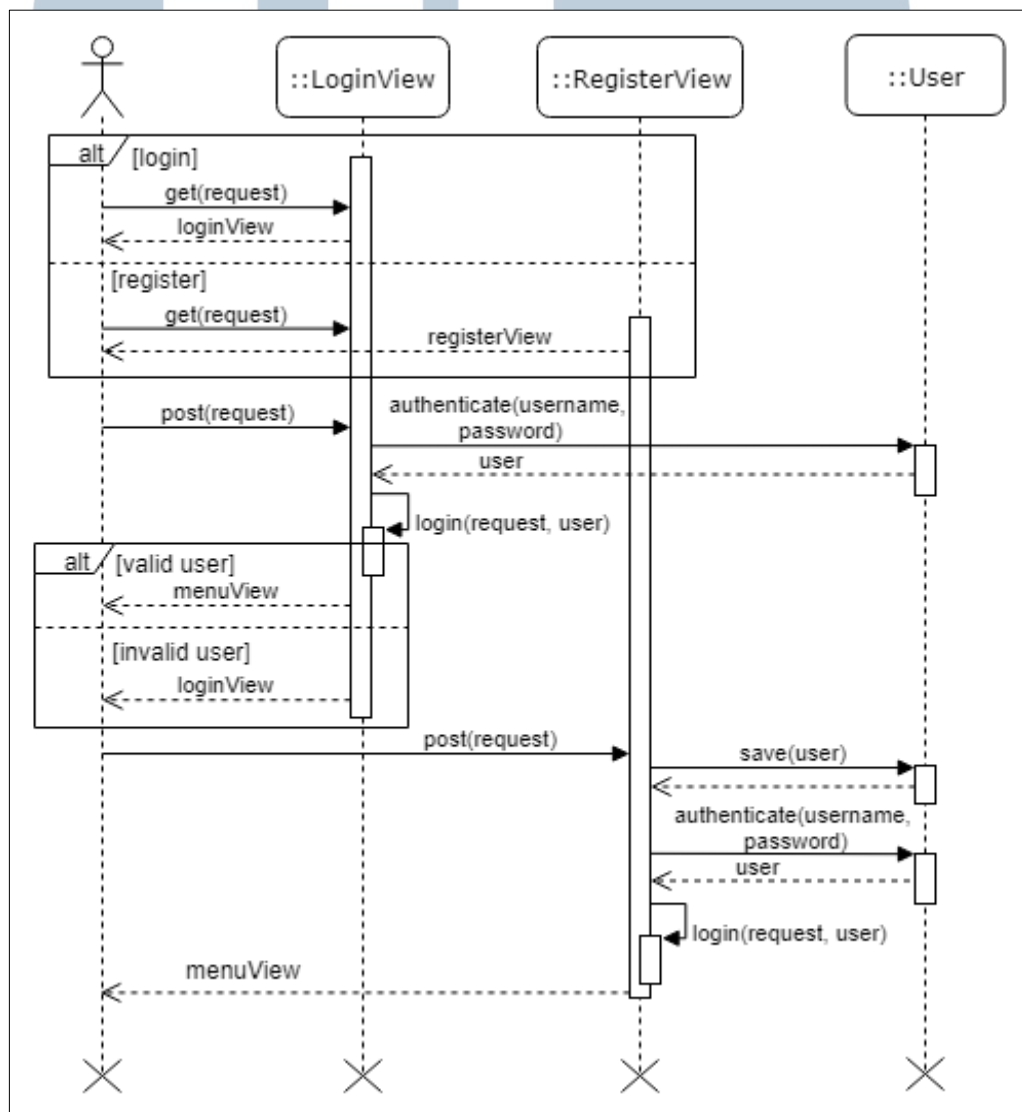 ::LoginView
::RegisterView
::User
alt
[login]
get(request)
loginView
[register]
get(request)
registerView
post(request)
authenticate(username,
password)
user
login(request, user)
alt
[valid user]
menuView
[invalid user]
loginView
post(request)
save(user)
authenticate(username,
password)
user
login(request, user)
menuView